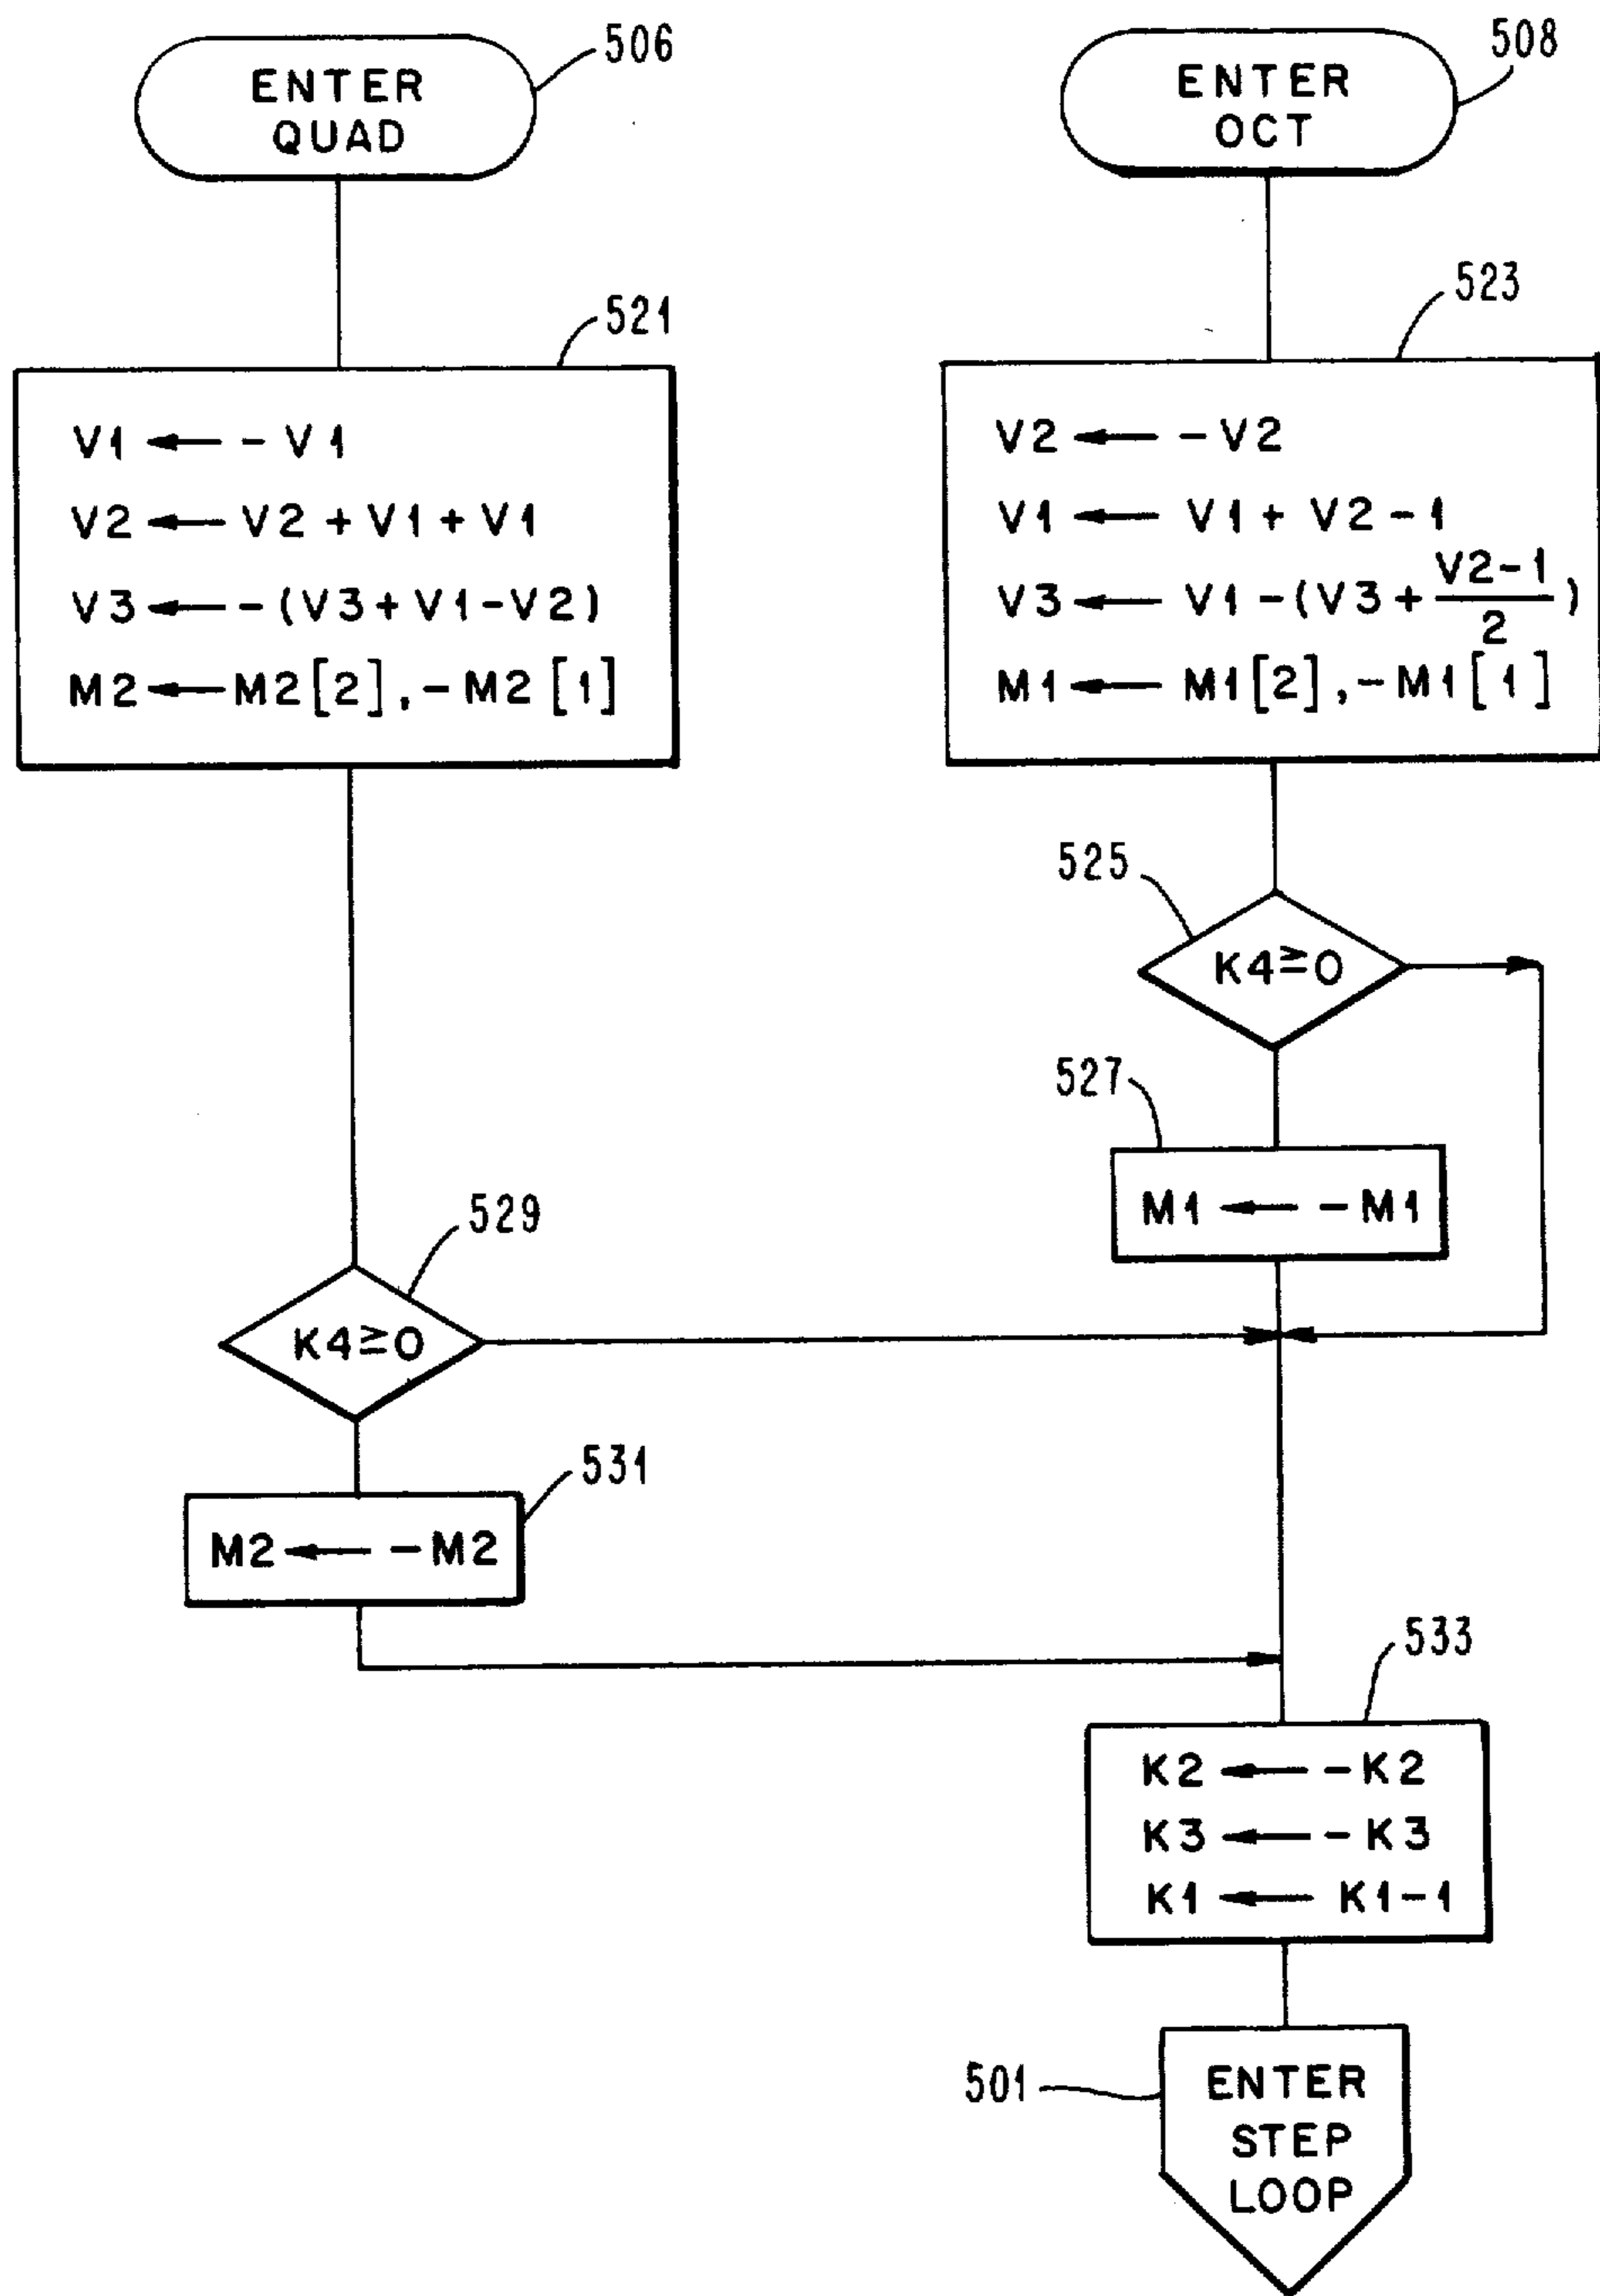 506
ENTER
QUAD
508
ENTER
OCT
521
V1 ← - V1
V2 ← V2 + V1 + V1
V3 ← - (V3 + V1 - V2)
M2 ← M2 [2], - M2 [1]
523
V2 ← - V2
V1 ← V1 + V2 - 1
V3 ← V1 - (V3 + \frac{V2-1}{2})
M1 ← M1 [2], - M1 [1]
525
K4 ≧ 0
527
M1 ← - M1
529
K4 ≧ 0
531
M2 ← - M2
533
K2 ← - K2
K3 ← - K3
K1 ← K1 - 1
501
ENTER
STEP
LOOP